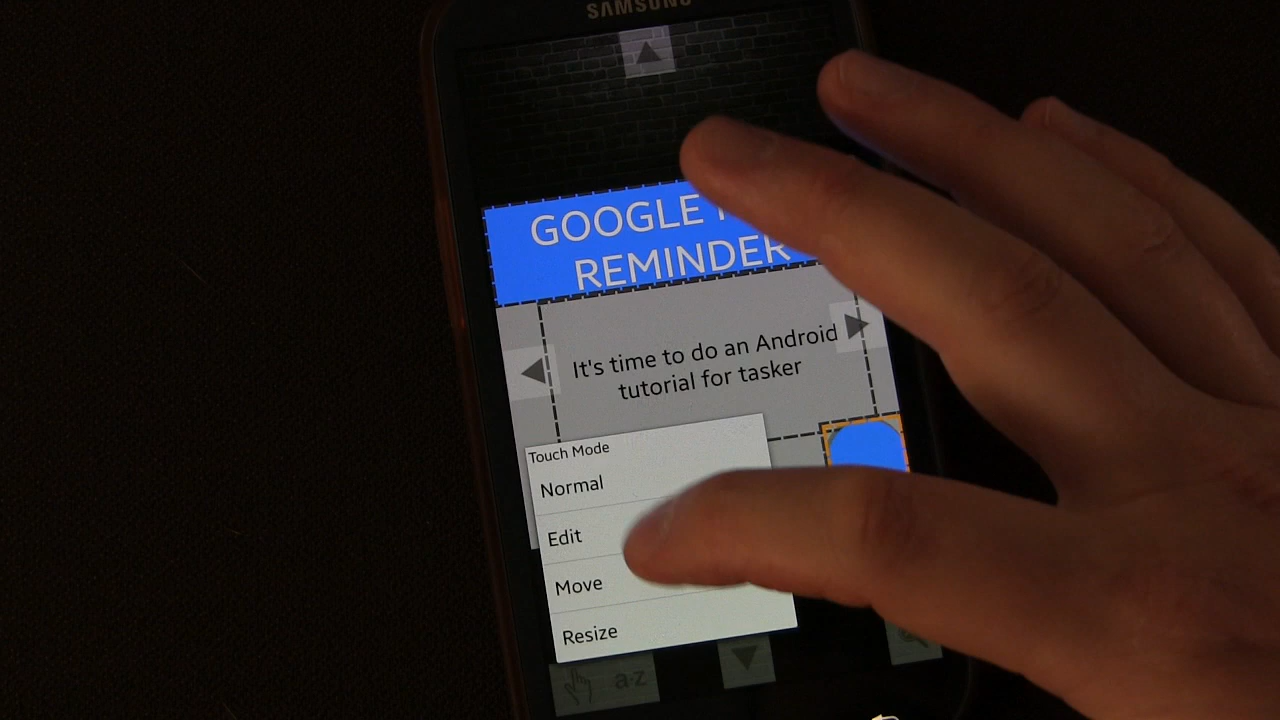 SAMSUNG
GOOGLE
REMINDER
It's time to do an Android
tutorial for tasker
Touch Mode
Normal
Edit
Move
Resize
a-z